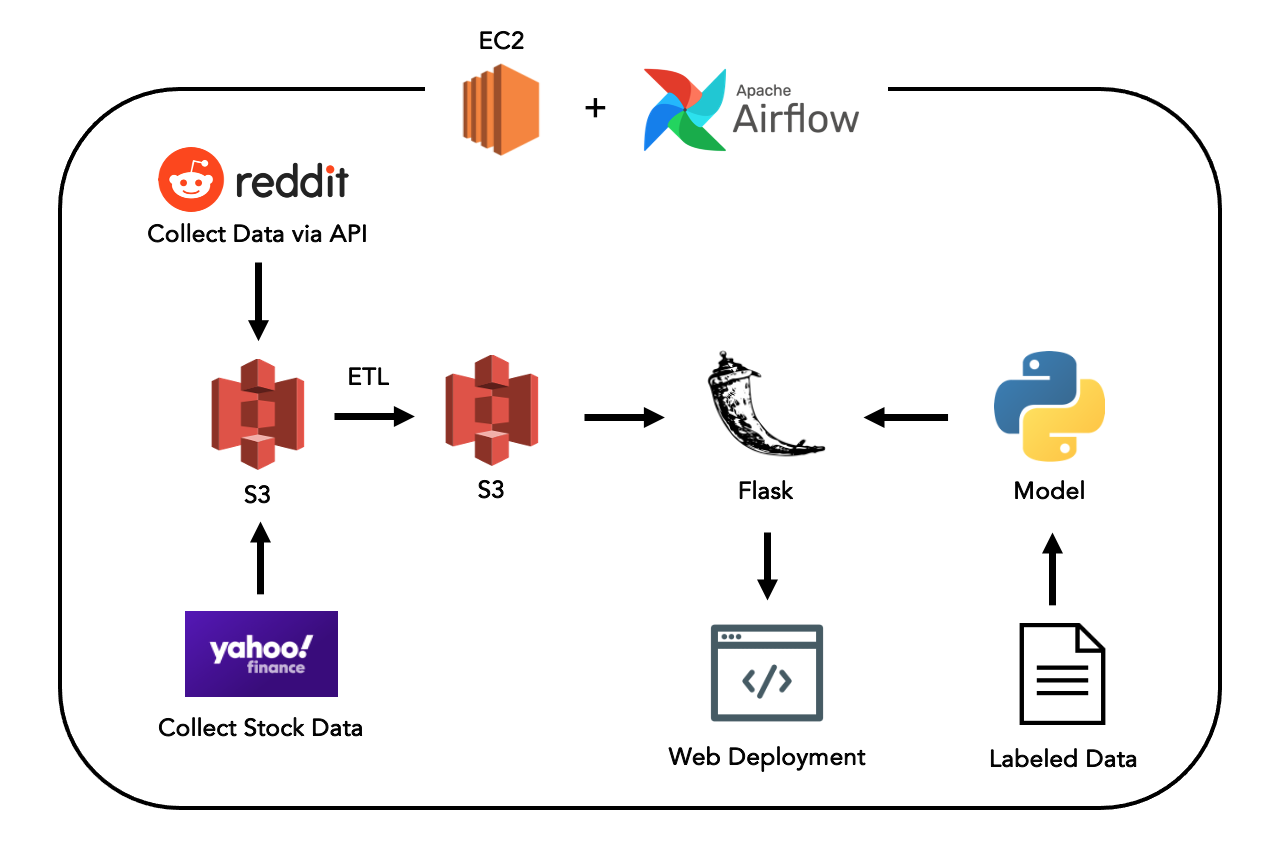 EC2
+
Apache
Airflow
reddit
Collect Data via API
ETL
S3
S3
Flask
Model
yahoo!
finance
</>
Collect Stock Data
Web Deployment
Labeled Data